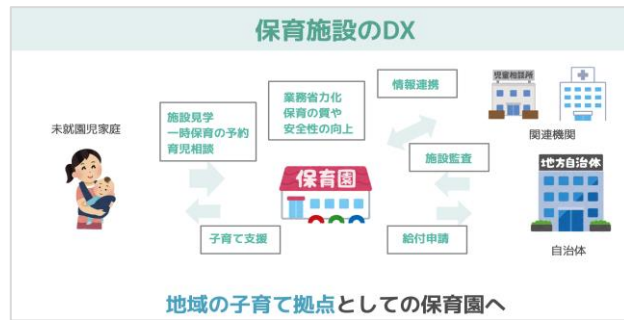 保育施設のDX
未就園児家庭
施設見学
一時保育の予約
育児相談
業務省力化
保育の質や
安全性の向上
情報連携
児童相談所
関連機関
保育園
施設監査
地方自治体
子育て支援
給付申請
自治体
地域の子育て拠点としての保育園へ